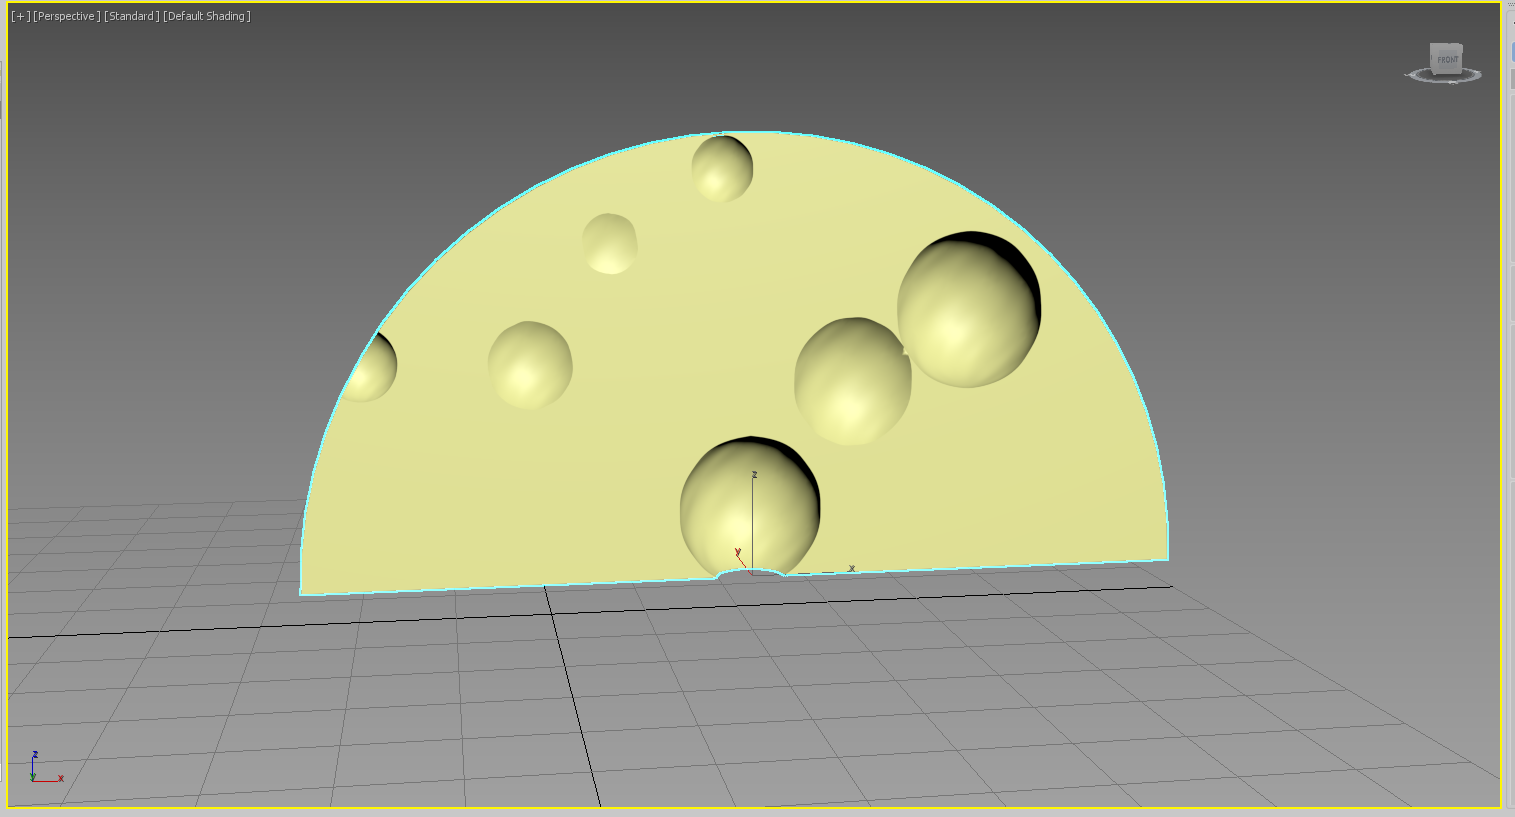 [+] [Perspective] [Standard] [Default Shading]
FRONT
z
y
x
z
y
x